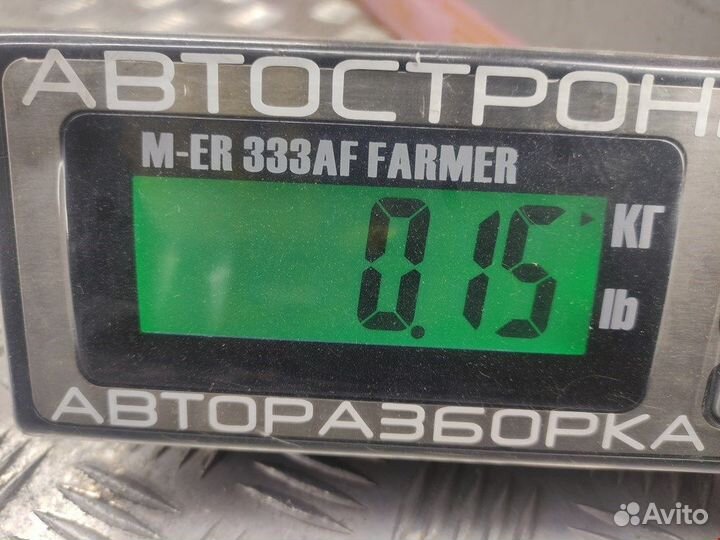 АВТОСТРОН
M-ER 333AF FARMER
0.15
КГ
lb
АВТОРАЗБОРКА
Avito